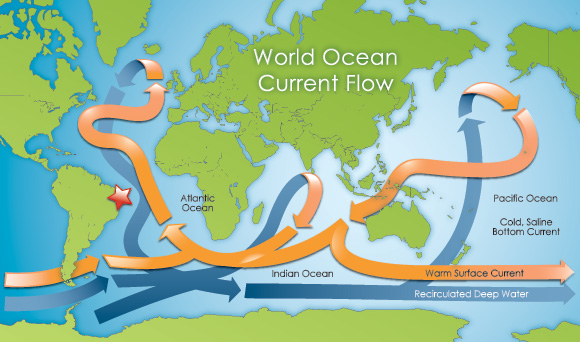 World Ocean
Current Flow
Atlantic
Ocean
Pacific Ocean
Cold, Saline
Bottom Current
Indian Ocean
Warm Surface Current
Recirculated Deep Water